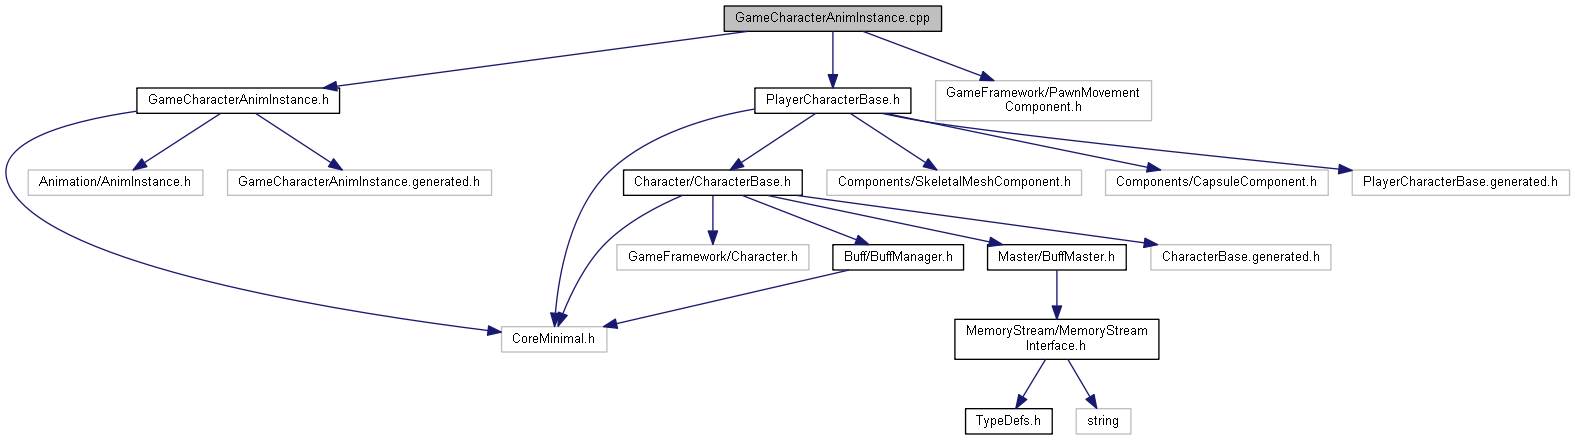 GameCharacterAnimInstance.cpp
GameCharacterAnimInstance.h
PlayerCharacterBase.h
GameFramework/PawnMovement
Component.h
Animation/AnimInstance.h
GameCharacterAnimInstance.generated.h
Character/CharacterBase.h
Components/SkeletalMeshComponent.h
Components/CapsuleComponent.h
PlayerCharacterBase.generated.h
GameFramework/Character.h
Buff/BuffManager.h
Master/BuffMaster.h
CharacterBase.generated.h
CoreMinimal.h
MemoryStream/MemoryStream
Interface.h
TypeDefs.h
string